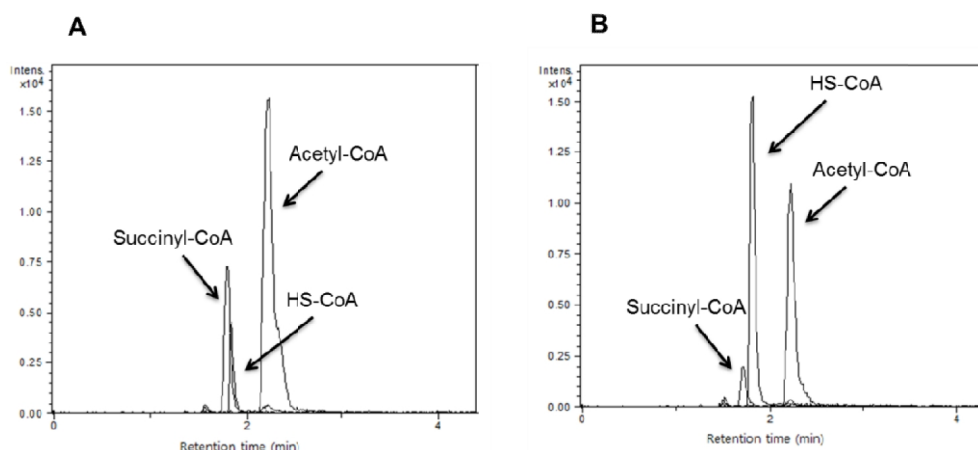 A
Intens.
x10⁴
1.50
1.25
1.00
0.75
0.50
0.25
0.00
0
2
4
Retention time (min)
Acetyl-CoA
Succinyl-CoA
HS-CoA
B
Intens.
x10⁴
1.50
1.25
1.00
0.75
0.50
0.25
0.00
0
2
4
Retention time (min)
HS-CoA
Acetyl-CoA
Succinyl-CoA